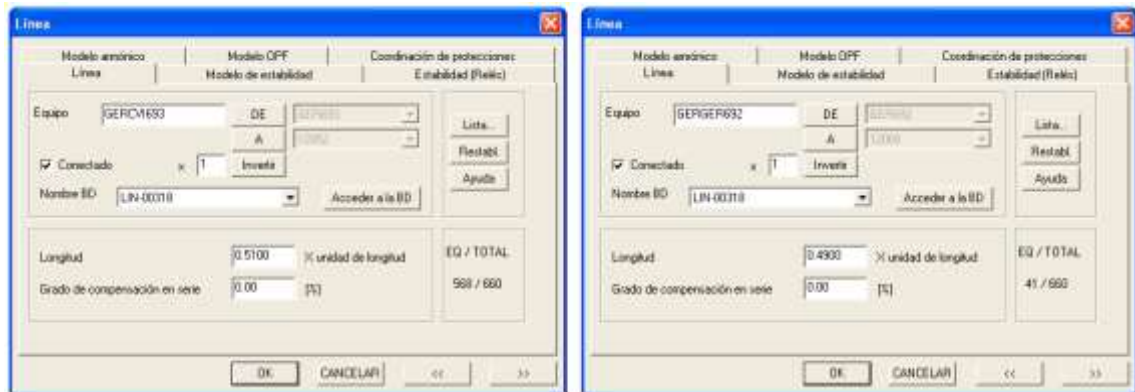 Línea
Modelo armónico Modelo OPF Coordinación de protecciones
Línea Modelo de estabilidad Estabilidad (Relés)
Equipo GERCVI693 DE
A
Conectado x 1 Invertir
Nombre BD LIN-00318 Acceder a la BD
Lista...
Restabl.
Ayuda
Longitud 0.5100 X unidad de longitud
Grado de compensación en serie 0.00 [%]
EQ / TOTAL
568 / 660
OK CANCELAR << >>
Línea
Modelo armónico Modelo OPF Coordinación de protecciones
Línea Modelo de estabilidad Estabilidad (Relés)
Equipo GERGER692 DE
A
Conectado x 1 Invertir
Nombre BD LIN-00318 Acceder a la BD
Lista...
Restabl.
Ayuda
Longitud 0.4900 X unidad de longitud
Grado de compensación en serie 0.00 [%]
EQ / TOTAL
41 / 660
OK CANCELAR << >>